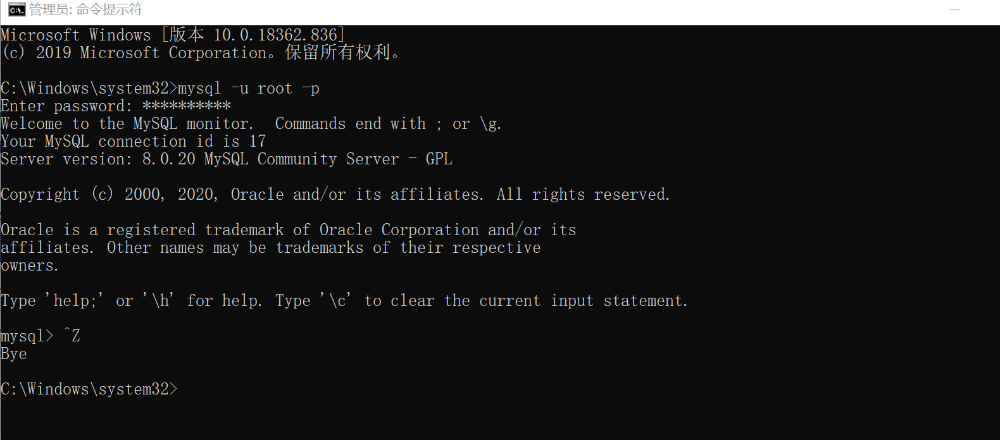 管理员: 命令提示符
Microsoft Windows [版本 10.0.18362.836]
(c) 2019 Microsoft Corporation。保留所有权利。
C:\Windows\system32>mysql -u root -p
Enter password: **********
Welcome to the MySQL monitor.  Commands end with ; or \g.
Your MySQL connection id is 17
Server version: 8.0.20 MySQL Community Server - GPL
Copyright (c) 2000, 2020, Oracle and/or its affiliates. All rights reserved.
Oracle is a registered trademark of Oracle Corporation and/or its
affiliates. Other names may be trademarks of their respective
owners.
Type 'help;' or '\h' for help. Type '\c' to clear the current input statement.
mysql> ^Z
Bye
C:\Windows\system32>